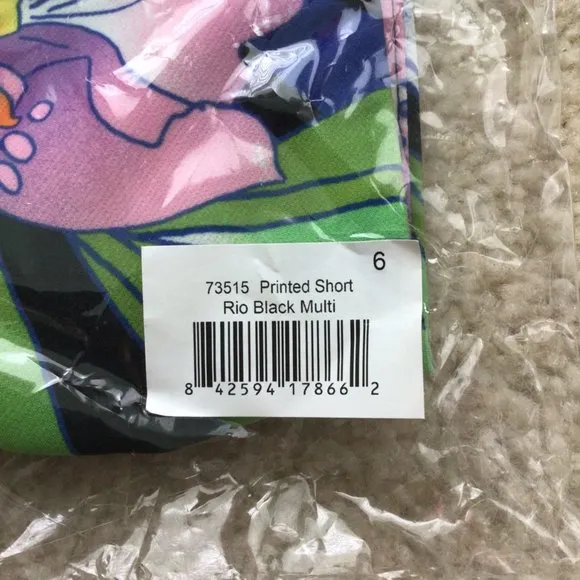 6
73515 Printed Short
Rio Black Multi
8 42594 17866 2